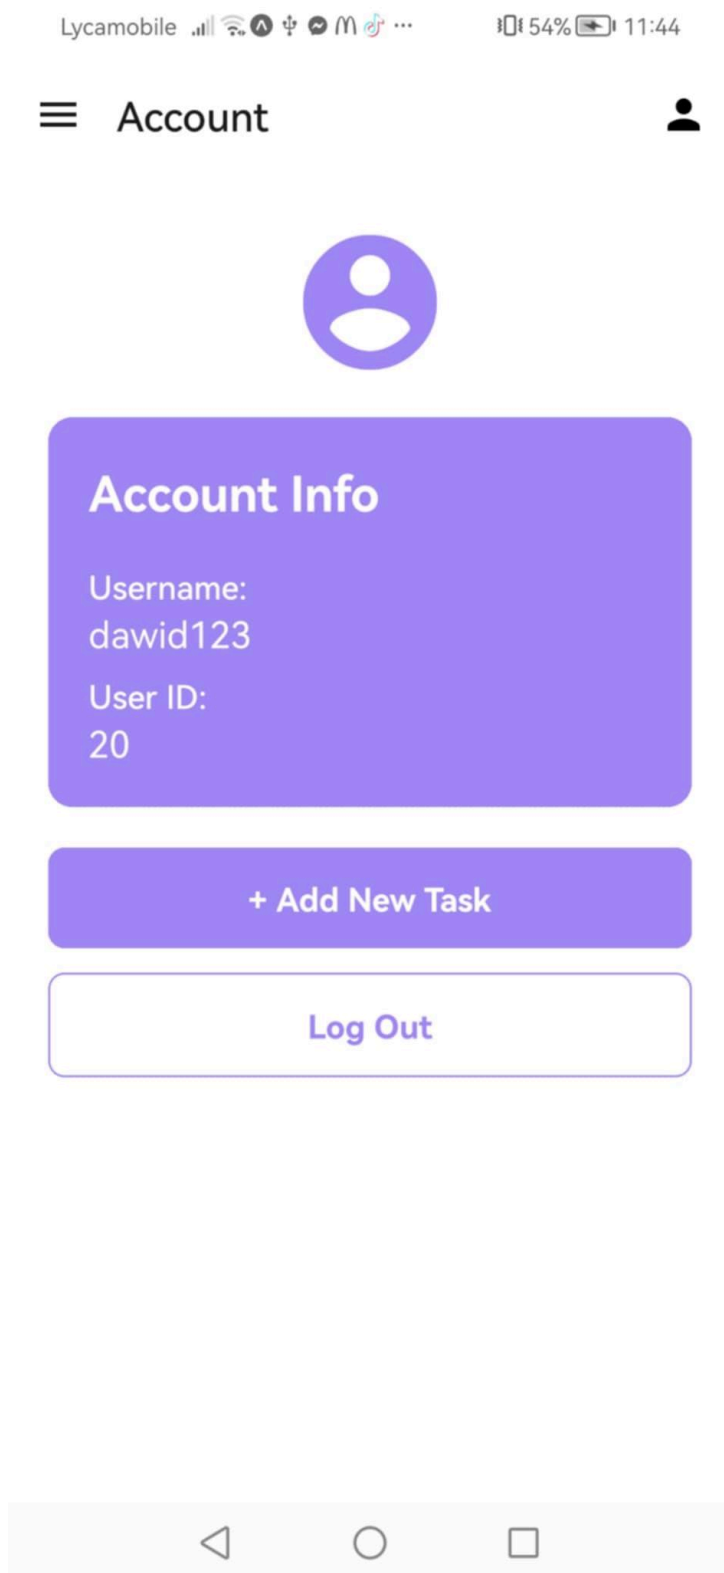 Lycamobile 54% 11:44
Account
Account Info
Username:
dawid123
User ID:
20
+ Add New Task
Log Out